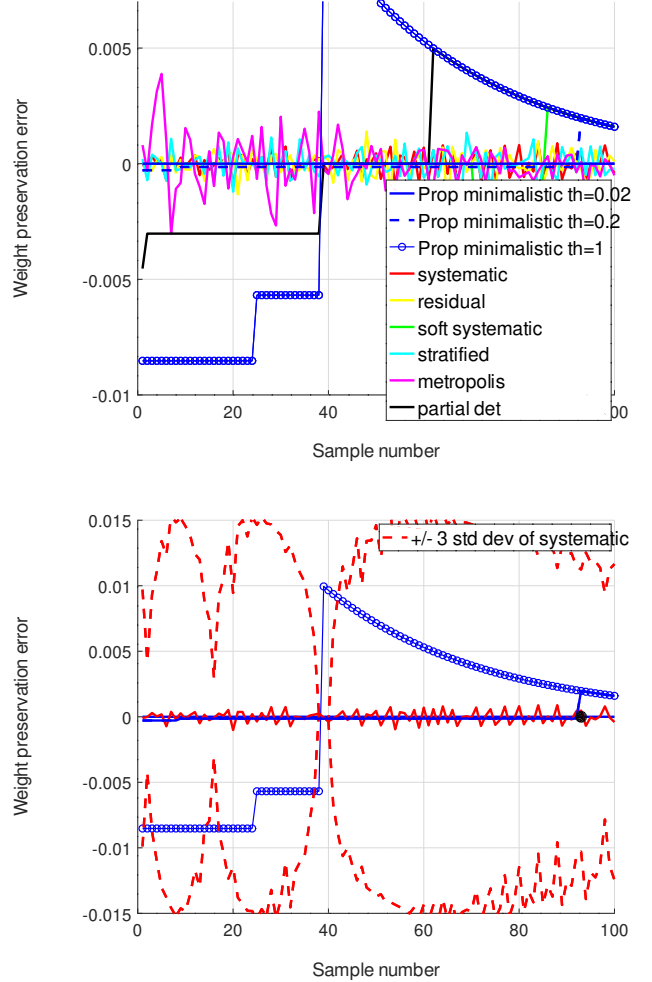 0.005
0
-0.005
-0.01
Weight preservation error
Prop minimalistic th=0.02
Prop minimalistic th=0.2
Prop minimalistic th=1
systematic
residual
soft systematic
stratified
metropolis
partial det
0 20 40 00
Sample number
0.015
+/- 3 std dev of systematic
0.010
0.005
0
-0.005
-0.01
-0.015
Weight preservation error
0 20 40 60 80 100
Sample number